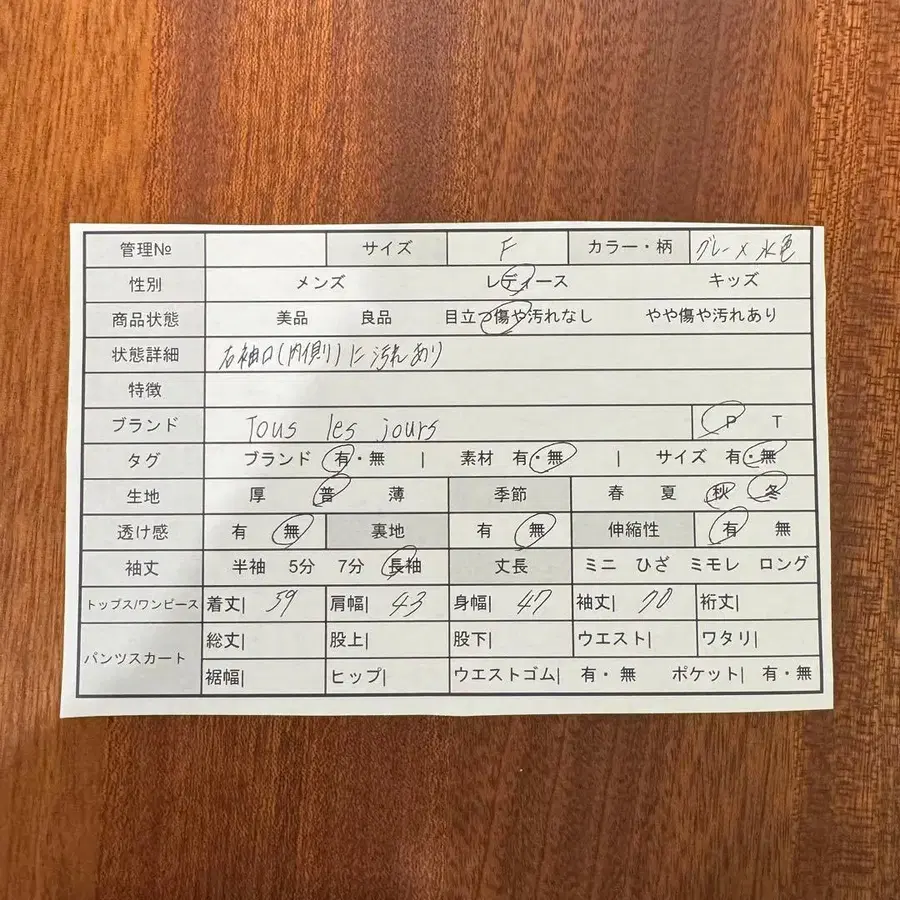 管理№ サイズ F カラー・柄 グレー×水色
性別 メンズ レディース キッズ
商品状態 美品 良品 目立つ傷や汚れなし やや傷や汚れあり
状態詳細 右袖口(内側)に汚れあり
特徴
ブランド Tous les jours P T
タグ ブランド 有・無 | 素材 有・無 | サイズ 有・無
生地 厚 普 薄 季節 春 夏 秋 冬
透け感 有 無 裏地 有 無 伸縮性 有 無
袖丈 半袖 5分 7分 長袖 丈長 ミニ ひざ ミモレ ロング
トップス/ワンピース 着丈| 59 肩幅| 43 身幅| 47 袖丈| 70 裄丈|
パンツスカート 総丈| 股上| 股下| ウエスト| ワタリ|
裾幅| ヒップ| ウエストゴム| 有・無 ポケット| 有・無